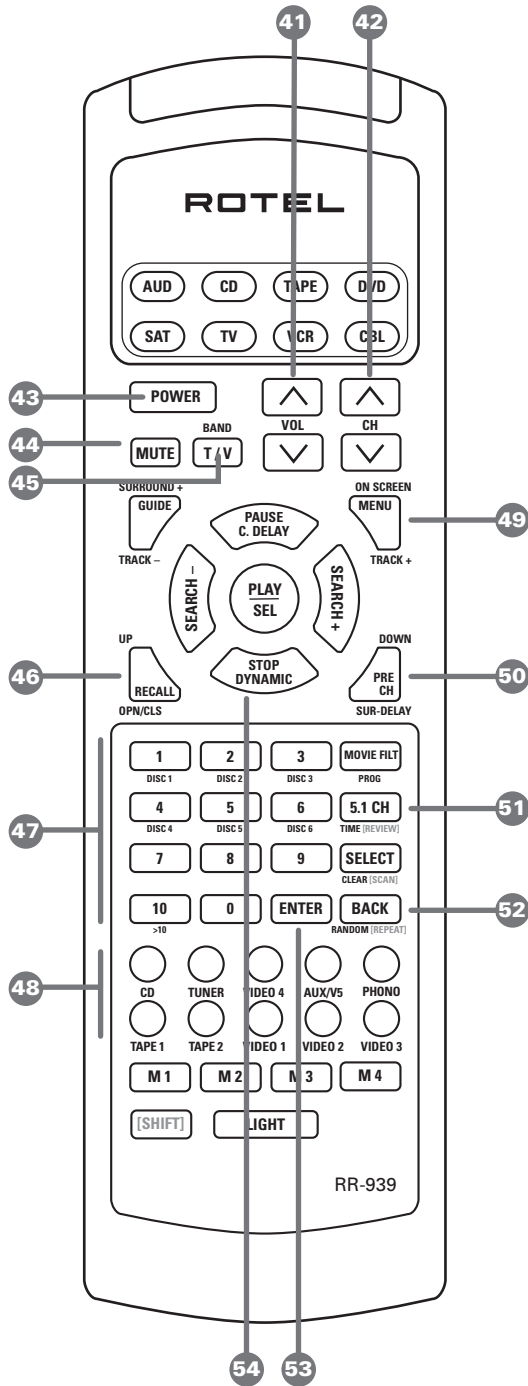 41 42
ROTEL
AUD CD TAPE DVD
SAT TV VCR CBL
43 POWER
VOL CH
BAND
44 MUTE T / V
45
SURROUND + ON SCREEN
GUIDE PAUSE MENU
C. DELAY
49
TRACK – TRACK +
SEARCH – PLAY SEARCH +
SEL
UP DOWN
STOP
DYNAMIC
46 RECALL PRE
CH 50
OPN/CLS SUR-DELAY
1 2 3 MOVIE FILT
DISC 1 DISC 2 DISC 3 PROG
4 5 6 5.1 CH 51
DISC 4 DISC 5 DISC 6 TIME [REVIEW]
47
7 8 9 SELECT
CLEAR [SCAN]
10 0 ENTER BACK 52
>10 RANDOM [REPEAT]
48
CD TUNER VIDEO 4 AUX/V5 PHONO
TAPE 1 TAPE 2 VIDEO 1 VIDEO 2 VIDEO 3
M 1 M 2 M 3 M 4
[SHIFT] LIGHT
RR-939
54 53